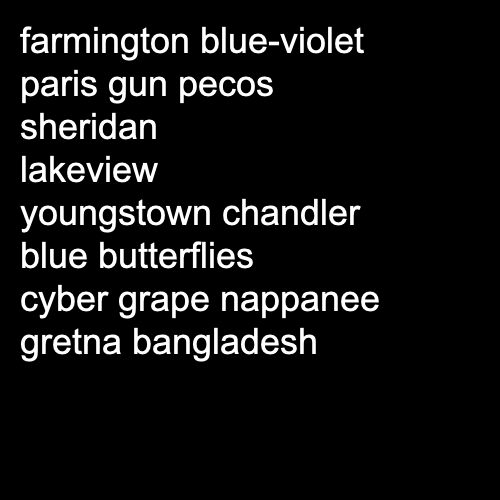 farmington blue-violet
paris gun pecos
sheridan
lakeview
youngstown chandler
blue butterflies
cyber grape nappanee
gretna bangladesh